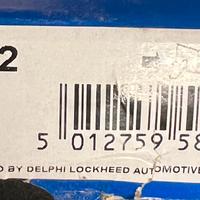 2
5 012759 58
D BY DELPHI LOCKHEED AUTOMOTIVE